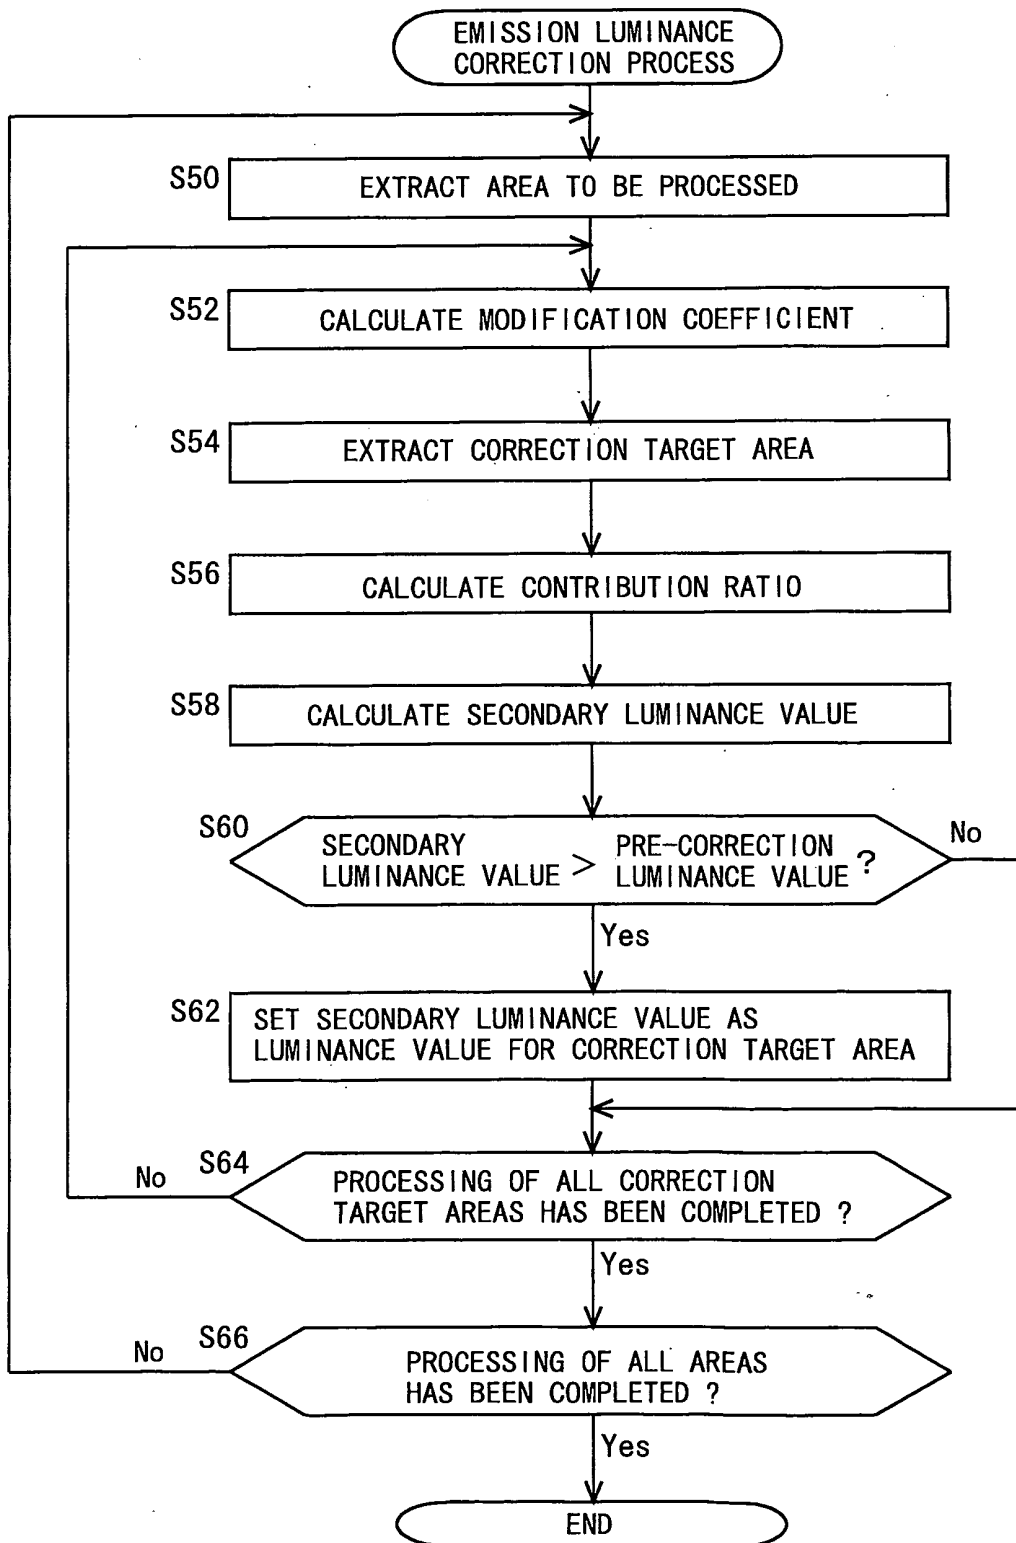 EMISSION LUMINANCE
CORRECTION PROCESS
S50
EXTRACT AREA TO BE PROCESSED
S52
CALCULATE MODIFICATION COEFFICIENT
S54
EXTRACT CORRECTION TARGET AREA
S56
CALCULATE CONTRIBUTION RATIO
S58
CALCULATE SECONDARY LUMINANCE VALUE
S60
SECONDARY
LUMINANCE VALUE
>
PRE-CORRECTION
LUMINANCE VALUE
?
No
Yes
S62
SET SECONDARY LUMINANCE VALUE AS
LUMINANCE VALUE FOR CORRECTION TARGET AREA
No
S64
PROCESSING OF ALL CORRECTION
TARGET AREAS HAS BEEN COMPLETED ?
Yes
No
S66
PROCESSING OF ALL AREAS
HAS BEEN COMPLETED ?
Yes
END